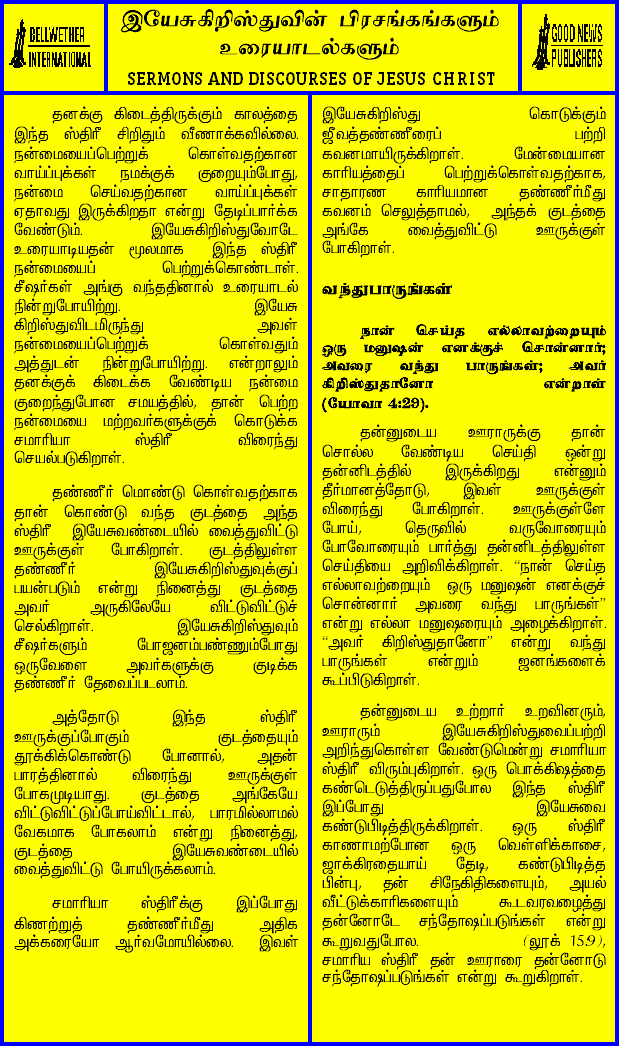 BELLWETHER
INTERNATIONAL
இயேசுகிறிஸ்துவின் பிரசங்கங்களும்
உரையாடல்களும்
SERMONS AND DISCOURSES OF JESUS CHRIST
GOOD NEWS
PUBLISHERS
தனக்கு கிடைத்திருக்கும் காலத்தை
இந்த ஸ்திரீ சிறிதும் வீணாக்கவில்லை.
நன்மையைப்பெற்றுக் கொள்வதற்கான
வாய்ப்புக்கள் நமக்குக் குறையும்போது,
நன்மை செய்வதற்கான வாய்ப்புக்கள்
ஏதாவது இருக்கிறதா என்று தேடிப்பார்க்க
வேண்டும். இயேசுகிறிஸ்துவோடே
உரையாடியதன் மூலமாக இந்த ஸ்திரீ
நன்மையைப் பெற்றுக்கொண்டாள்.
சீஷர்கள் அங்கு வந்ததினால் உரையாடல்
நின்றுபோயிற்று. இயேசு
கிறிஸ்துவிடமிருந்து அவள்
நன்மையைப்பெற்றுக் கொள்வதும்
அத்துடன் நின்றுபோயிற்று. என்றாலும்
தனக்குக் கிடைக்க வேண்டிய நன்மை
குறைந்துபோன சமயத்தில், தான் பெற்ற
நன்மையை மற்றவர்களுக்குக் கொடுக்க
சமாரியா ஸ்திரீ விரைந்து
செயல்படுகிறாள்.
தண்ணீர் மொண்டு கொள்வதற்காக
தான் கொண்டு வந்த குடத்தை அந்த
ஸ்திரீ இயேசுவண்டையில் வைத்துவிட்டு
ஊருக்குள் போகிறாள். குடத்திலுள்ள
தண்ணீர் இயேசுகிறிஸ்துவுக்குப்
பயன்படும் என்று நினைத்து குடத்தை
அவர் அருகிலேயே விட்டுவிட்டுச்
செல்கிறாள். இயேசுகிறிஸ்துவும்
சீஷர்களும் போஜனம்பண்ணும்போது
ஒருவேளை அவர்களுக்கு குடிக்க
தண்ணீர் தேவைப்படலாம்.
அத்தோடு இந்த ஸ்திரீ
ஊருக்குப்போகும் குடத்தையும்
தூக்கிக்கொண்டு போனால், அதன்
பாரத்தினால் விரைந்து ஊருக்குள்
போகமுடியாது. குடத்தை அங்கேயே
விட்டுவிட்டுப்போய்விட்டால், பாரமில்லாமல்
வேகமாக போகலாம் என்று நினைத்து,
குடத்தை இயேசுவண்டையில்
வைத்துவிட்டு போயிருக்கலாம்.
சமாரியா ஸ்திரீக்கு இப்போது
கிணற்றுத் தண்ணீர்மீது அதிக
அக்கரையோ ஆர்வமோயில்லை. இவள்
இயேசுகிறிஸ்து கொடுக்கும்
ஜீவத்தண்ணீரைப் பற்றி
கவனமாயிருக்கிறாள். மேன்மையான
காரியத்தைப் பெற்றுக்கொள்வதற்காக,
சாதாரண காரியமான தண்ணீர்மீது
கவனம் செலுத்தாமல், அந்தக் குடத்தை
அங்கே வைத்துவிட்டு ஊருக்குள்
போகிறாள்.
வந்துபாருங்கள்
நான் செய்த எல்லாவற்றையும்
ஒரு மனுஷன் எனக்குச் சொன்னார்;
அவரை வந்து பாருங்கள்; அவர்
கிறிஸ்துதானோ என்றாள்
(யோவா 4:29).
தன்னுடைய ஊராருக்கு தான்
சொல்ல வேண்டிய செய்தி ஒன்று
தன்னிடத்தில் இருக்கிறது என்னும்
தீர்மானத்தோடு, இவள் ஊருக்குள்
விரைந்து போகிறாள். ஊருக்குள்ளே
போய், தெருவில் வருவோரையும்
போவோரையும் பார்த்து தன்னிடத்திலுள்ள
செய்தியை அறிவிக்கிறாள். “நான் செய்த
எல்லாவற்றையும் ஒரு மனுஷன் எனக்குச்
சொன்னார் அவரை வந்து பாருங்கள்”
என்று எல்லா மனுஷரையும் அழைக்கிறாள்.
“அவர் கிறிஸ்துதானோ” என்று வந்து
பாருங்கள் என்றும் ஜனங்களைக்
கூப்பிடுகிறாள்.
தன்னுடைய உற்றார் உறவினரும்,
ஊராரும் இயேசுகிறிஸ்துவைப்பற்றி
அறிந்துகொள்ள வேண்டுமென்று சமாரியா
ஸ்திரீ விரும்புகிறாள். ஒரு பொக்கிஷத்தை
கண்டெடுத்திருப்பதுபோல இந்த ஸ்திரீ
இப்போது இயேசுவை
கண்டுபிடித்திருக்கிறாள். ஒரு ஸ்திரீ
காணாமற்போன ஒரு வெள்ளிக்காசை,
ஜாக்கிரதையாய் தேடி, கண்டுபிடித்த
பின்பு, தன் சிநேகிதிகளையும், அயல்
வீட்டுக்காரிகளையும் கூடவரவழைத்து
தன்னோடே சந்தோஷப்படுங்கள் என்று
கூறுவதுபோல. (லூக் 15:9),
சமாரிய ஸ்திரீ தன் ஊராரை தன்னோடு
சந்தோஷப்படுங்கள் என்று கூறுகிறாள்.